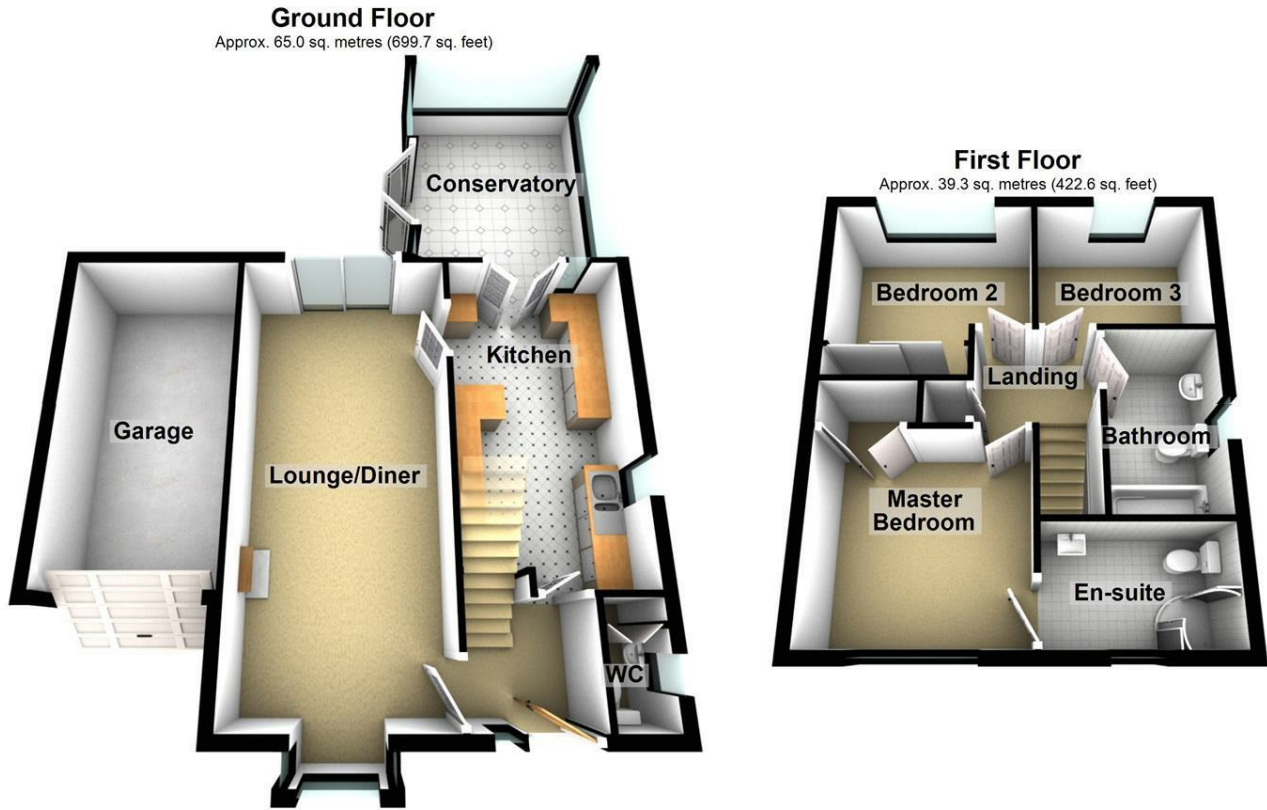 Ground Floor
Approx. 65.0 sq. metres (699.7 sq. feet)
Conservatory
Kitchen
Garage
Lounge/Diner
WC
First Floor
Approx. 39.3 sq. metres (422.6 sq. feet)
Bedroom 2
Bedroom 3
Landing
Bathroom
Master
Bedroom
En-suite